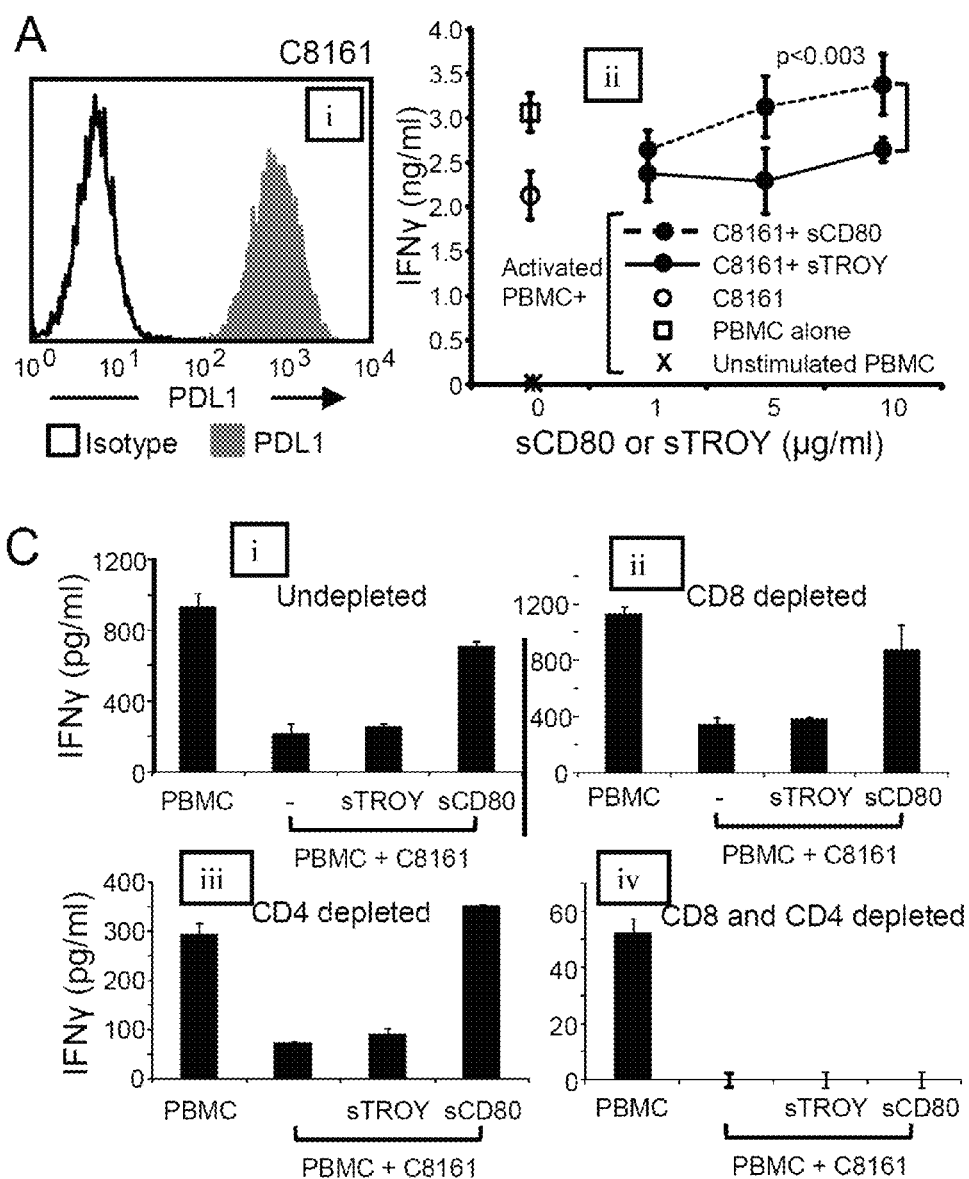 A
C8161
i
10^0 10^1 10^2 10^3 10^4
PDL1
Isotype PDL1
ii
p<0.003
IFNγ (ng/ml)
4.0
3.5
3.0
2.5
2.0
1.5
1.0
0.5
0
Activated
PBMC+
C8161+ sCD80
C8161+ sTROY
C8161
PBMC alone
Unstimulated PBMC
0 1 5 10
sCD80 or sTROY (µg/ml)
C
i
Undepleted
IFNγ (pg/ml)
1200
800
400
0
PBMC - sTROY sCD80
PBMC + C8161
ii
CD8 depleted
1200
800
400
0
PBMC - sTROY sCD80
PBMC + C8161
iii
CD4 depleted
IFNγ (pg/ml)
400
300
200
100
0
PBMC sTROY sCD80
PBMC + C8161
iv
CD8 and CD4 depleted
60
40
20
0
PBMC sTROY sCD80
PBMC + C8161